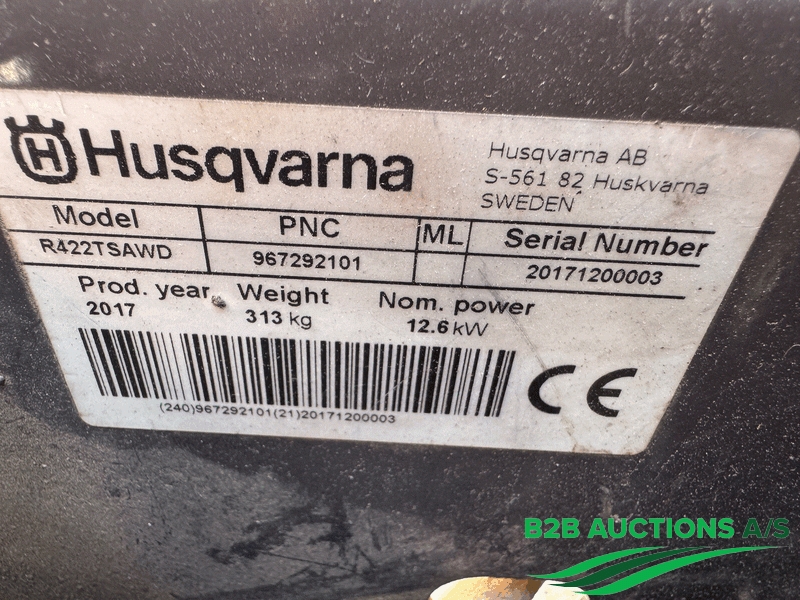 H Husqvarna
Husqvarna AB
S-561 82 Huskvarna
SWEDEN
Model PNC ML Serial Number
R422TSAWD 967292101 20171200003
Prod. year Weight Nom. power
2017 313 kg 12.6 kW
(240)967292101(21)20171200003
CE
B2B AUCTIONS A/S